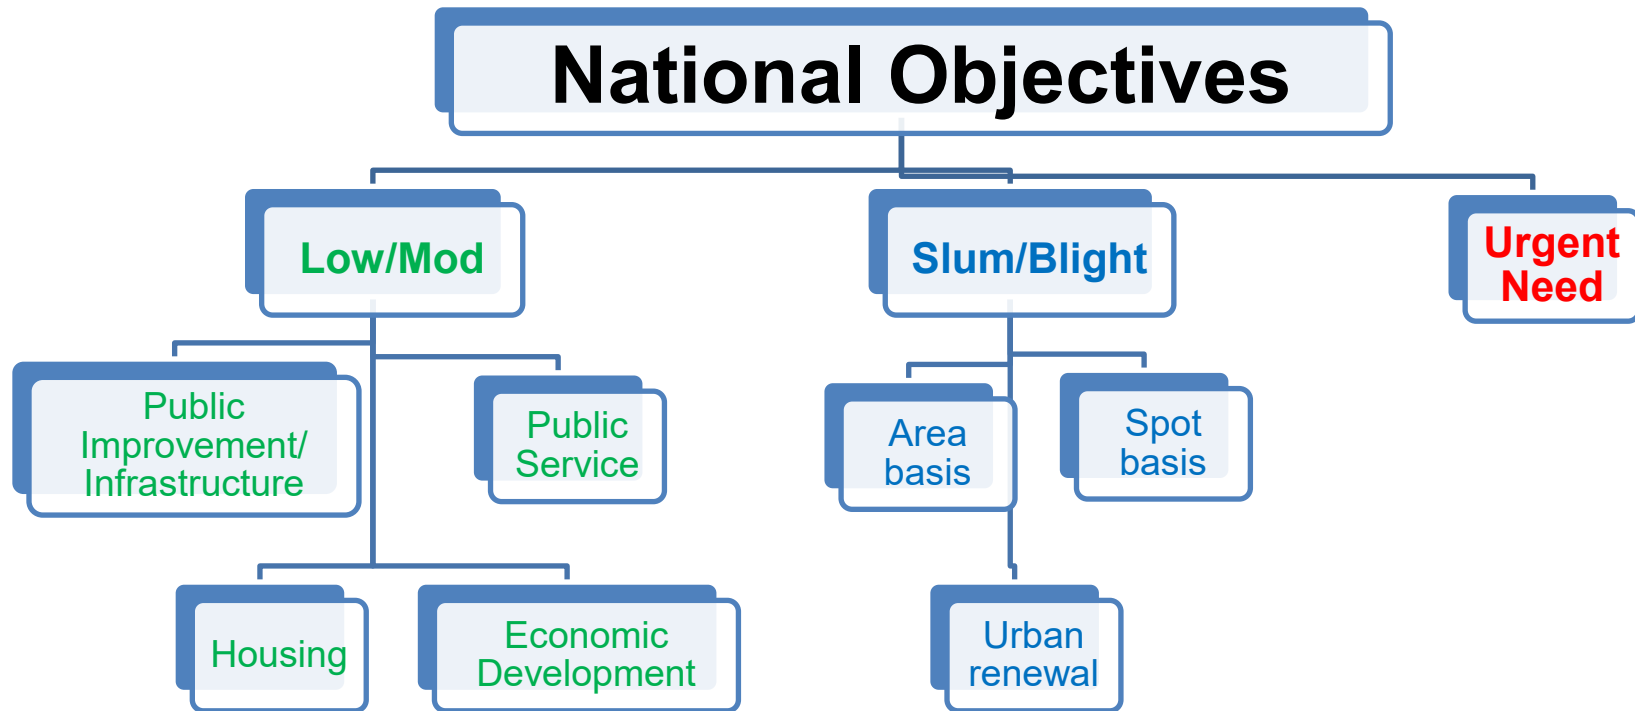 National Objectives
Low/Mod
Slum/Blight
Urgent
Need
Public
Improvement/
Infrastructure
Public
Service
Area
basis
Spot
basis
Housing
Economic
Development
Urban
renewal